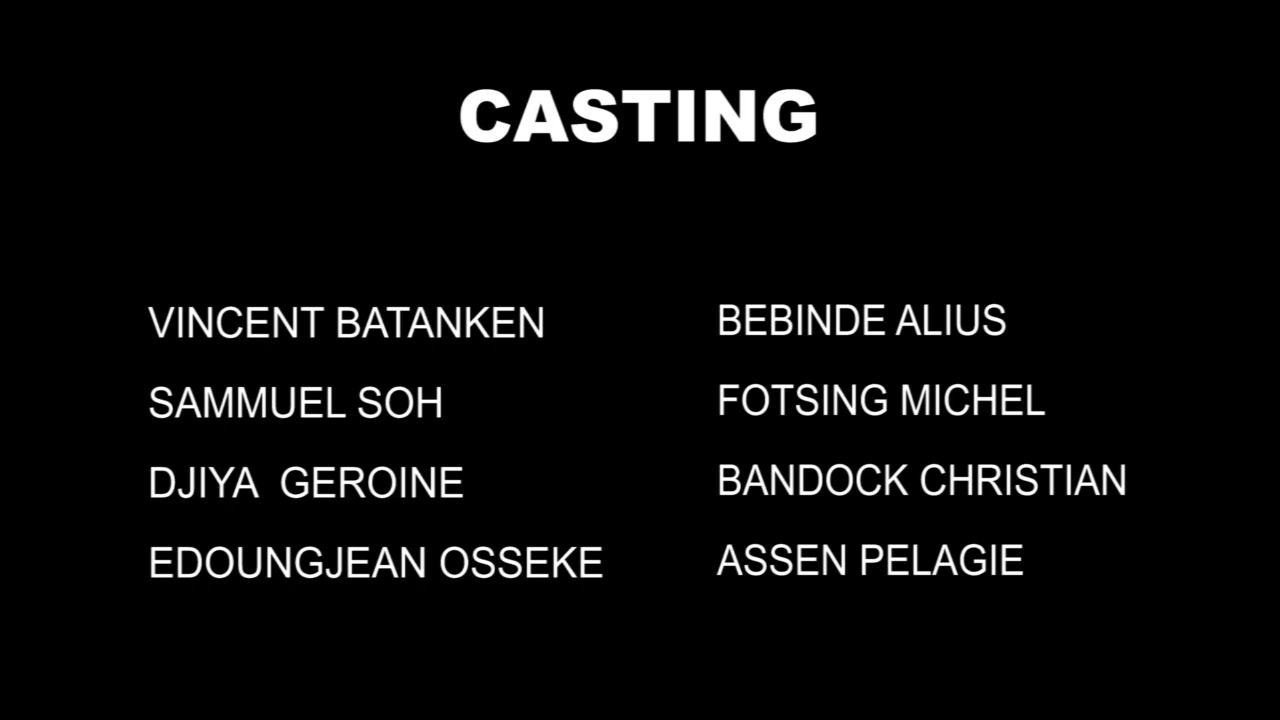 CASTING
VINCENT BATANKEN
SAMMUEL SOH
DJIYA  GEROINE
EDOUNGJEAN OSSEKE
BEBINDE ALIUS
FOTSING MICHEL
BANDOCK CHRISTIAN
ASSEN PELAGIE